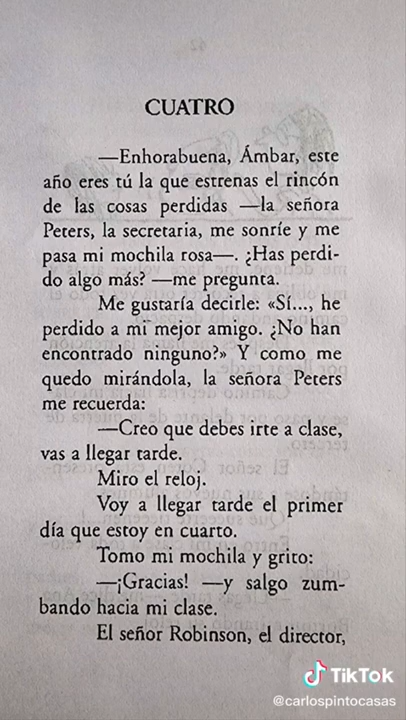 CUATRO
—Enhorabuena, Ámbar, este
año eres tú la que estrenas el rincón
de las cosas perdidas —la señora
Peters, la secretaria, me sonríe y me
pasa mi mochila rosa—. ¿Has perdi-
do algo más? —me pregunta.
Me gustaría decirle: «Sí..., he
perdido a mi mejor amigo. ¿No han
encontrado ninguno?» Y como me
quedo mirándola, la señora Peters
me recuerda:
—Creo que debes irte a clase,
vas a llegar tarde.
Miro el reloj.
Voy a llegar tarde el primer
día que estoy en cuarto.
Tomo mi mochila y grito:
—¡Gracias! —y salgo zum-
bando hacia mi clase.
El señor Robinson, el director,
TikTok
@carlospintocasas